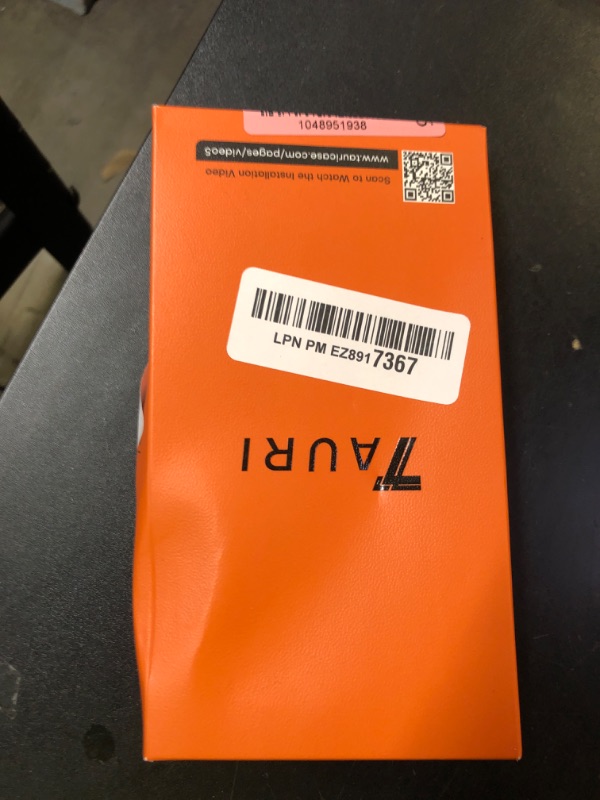 1048951938
www.tauricase.com/pages/video5
Scan to Watch the Installation Video
LPN PM EZ8917367
TAURI